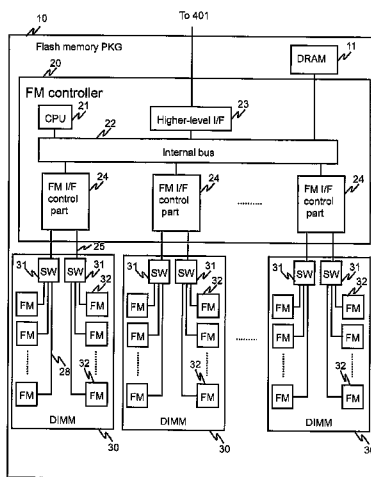 To 401
10
Flash memory PKG
11
DRAM
20
FM controller
21
CPU
22
23
Higher-level I/F
Internal bus
FM I/F control part
24
FM I/F control part
24
FM I/F control part
24
25
31
SW
SW
31
31
SW
SW
31
31
SW
SW
31
32
32
32
FM
FM
FM
FM
FM
FM
FM
FM
FM
FM
FM
FM
28
32
32
FM
FM
FM
FM
FM
FM
DIMM
DIMM
DIMM
30
30